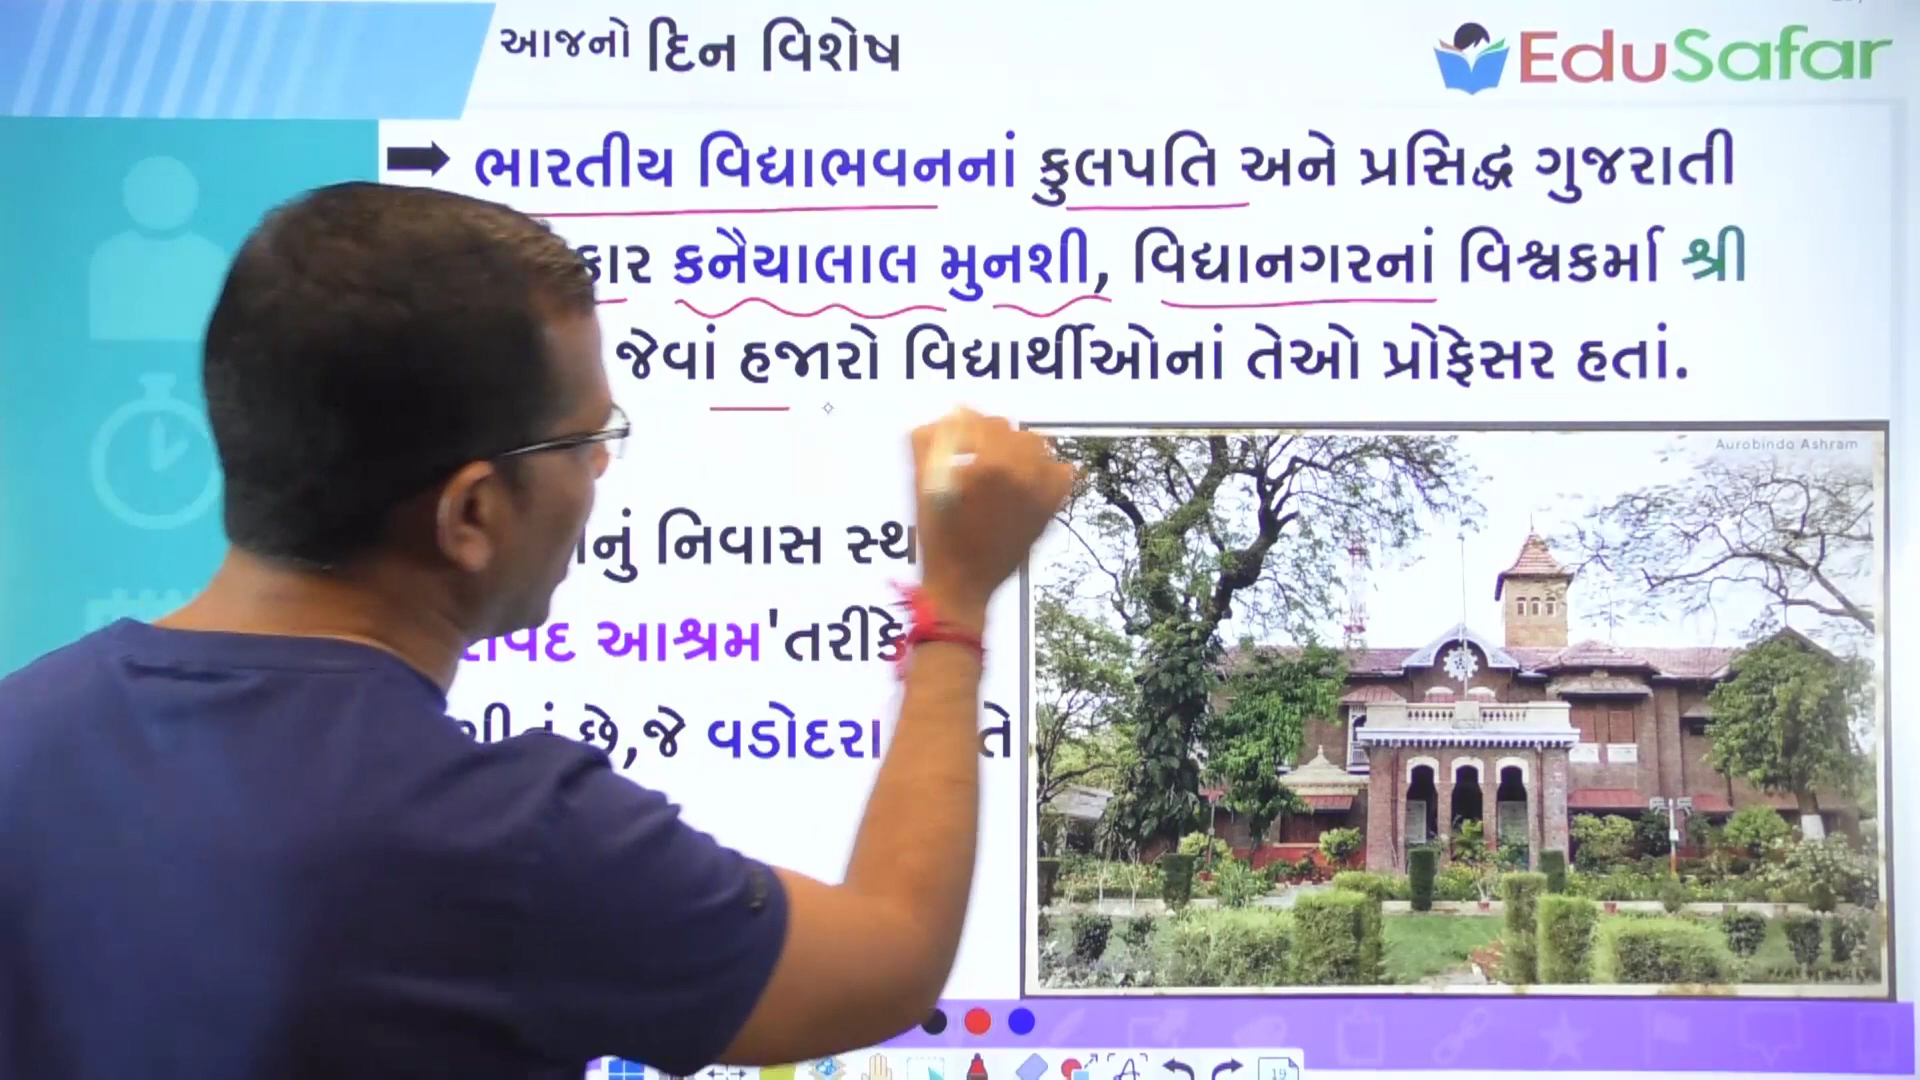 આજનો દિન વિશેષ
EduSafar
ભારતીય વિદ્યાભવનનાં કુલપતિ અને પ્રસિદ્ધ ગુજરાતી
કનૈયાલાલ મુનશી, વિદ્યાનગરનાં વિશ્વકર્મા શ્રી
જેવાં હજારો વિદ્યાર્થીઓનાં તેઓ પ્રોફેસર હતાં.
Aurobindo Ashram
નિવાસ
આશ્રમ'તરીકે
છે,જે વડોદરા
19